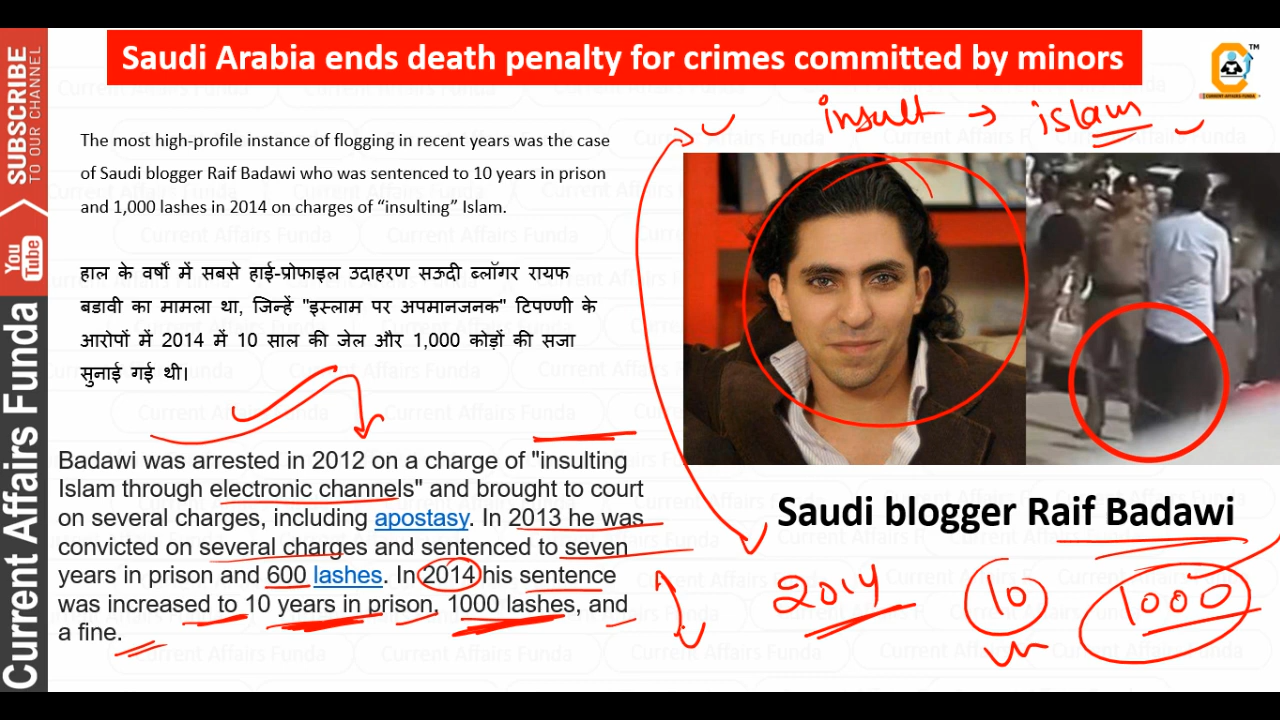 Saudi Arabia ends death penalty for crimes committed by minors
TM
CURRENT AFFAIRS FUNDA
SUBSCRIBE
TO OUR CHANNEL
You Tube
Current Affairs Funda
insult → islam
The most high-profile instance of flogging in recent years was the case
of Saudi blogger Raif Badawi who was sentenced to 10 years in prison
and 1,000 lashes in 2014 on charges of “insulting” Islam.
हाल के वर्षों में सबसे हाई-प्रोफाइल उदाहरण सऊदी ब्लॉगर रायफ
बडावी का मामला था, जिन्हें "इस्लाम पर अपमानजनक" टिपण्णी के
आरोपों में 2014 में 10 साल की जेल और 1,000 कोड़ों की सजा
सुनाई गई थी।
Badawi was arrested in 2012 on a charge of "insulting
Islam through electronic channels" and brought to court
on several charges, including apostasy. In 2013 he was
convicted on several charges and sentenced to seven
years in prison and 600 lashes. In 2014 his sentence
was increased to 10 years in prison, 1000 lashes, and
a fine.
Saudi blogger Raif Badawi
2014 10 1000